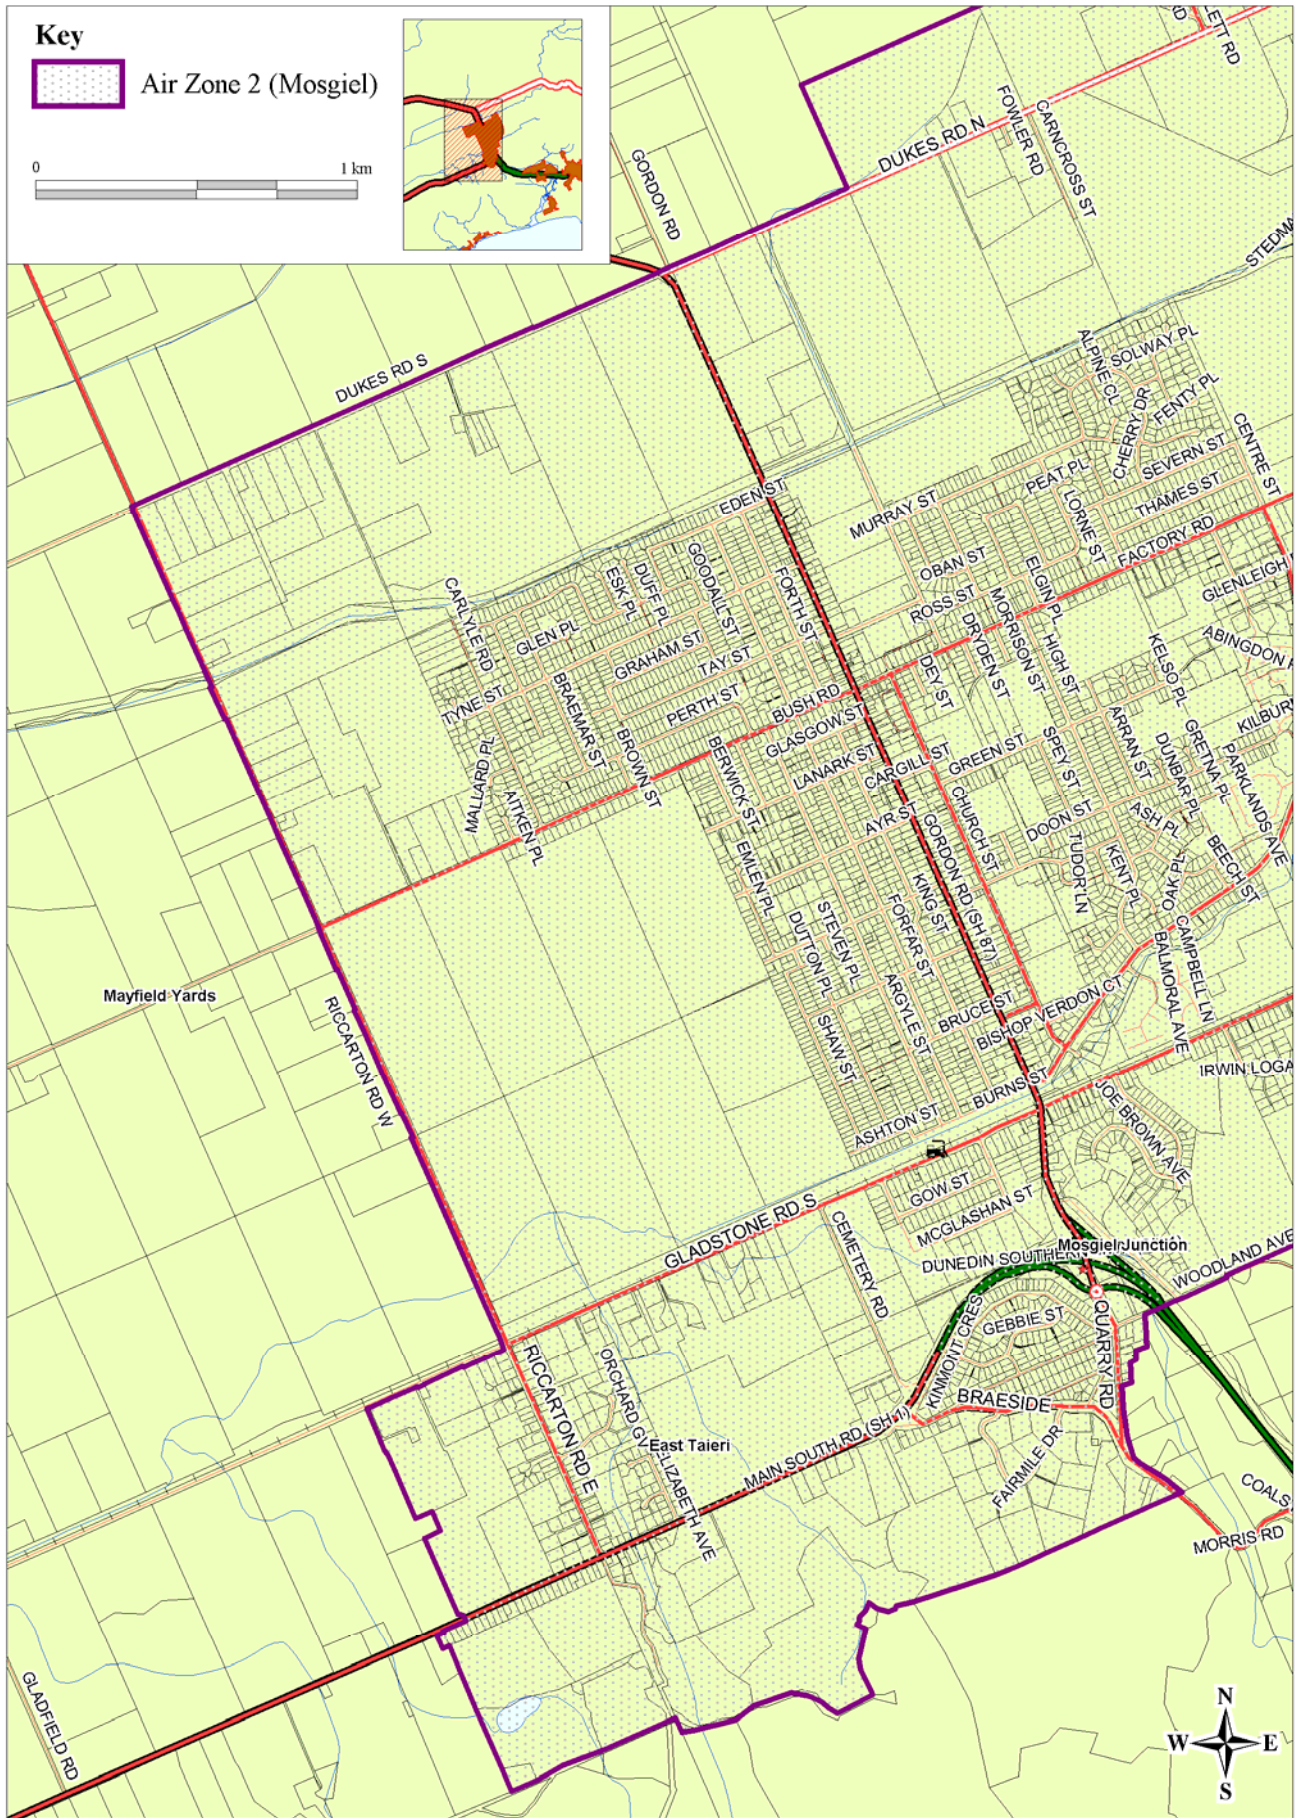 Key
Air Zone 2 (Mosgiel)
0 1 km
LETT RD
RD
GORDON RD
DUKES RD N
FOWLER RD
CARNCROSS ST
DUKES RD S
ALPINE CL
SOLWAY PL
CHERRY DR
FENTY PL
CENTRE ST
PEAT PL
SEVERN ST
THAMES ST
LORNE ST
FACTORY RD
MURRAY ST
EDEN ST
OBAN ST
ROSS ST
ELGIN PL
MORRISON ST
DRYDEN ST
HIGH ST
DEY ST
KELSO PL
CARLYLE RD
ESK PL
DUFF PL
GOODALL ST
FORTH ST
GLEN PL
GRAHAM ST
TAY ST
TYNE ST
BRAEMAR ST
PERTH ST
BUSH RD
GLASGOW ST
BROWN ST
BERWICK ST
LANARK ST
CARGILL ST
GREEN ST
SPEY ST
ARRAN ST
DUNBAR PL
GRETNA PL
PARKLANDS AVE
MALLARD PL
AITKEN PL
AYR ST
GORDON RD (SH 87)
CHURCH ST
DOON ST
ASH PL
TUDOR LN
KENT PL
OAK PL
BEECH ST
EMLEN PL
DUTTON PL
STEVEN PL
FORFAR ST
KING ST
CAMPBELL LN
BALMORAL AVE
Mayfield Yards
RICCARTON RD W
SHAW ST
ARGYLE ST
BRUCE ST
BISHOP VERDON CT
BURNS ST
ASHTON ST
JOE BROWN AVE
GOW ST
MCGLASHAN ST
GLADSTONE RD S
CEMETERY RD
DUNEDIN SOUTHERN
Mosgiel Junction
WOODLAND AVE
KINMONT CRES
GEBBIE ST
QUARRY RD
RICCARTON RD E
ORCHARD GV
ELIZABETH AVE
East Taieri
BRAESIDE
MAIN SOUTH RD (SH 1)
FAIRMILE DR
MORRIS RD
GLADFIELD RD
N
W E
S